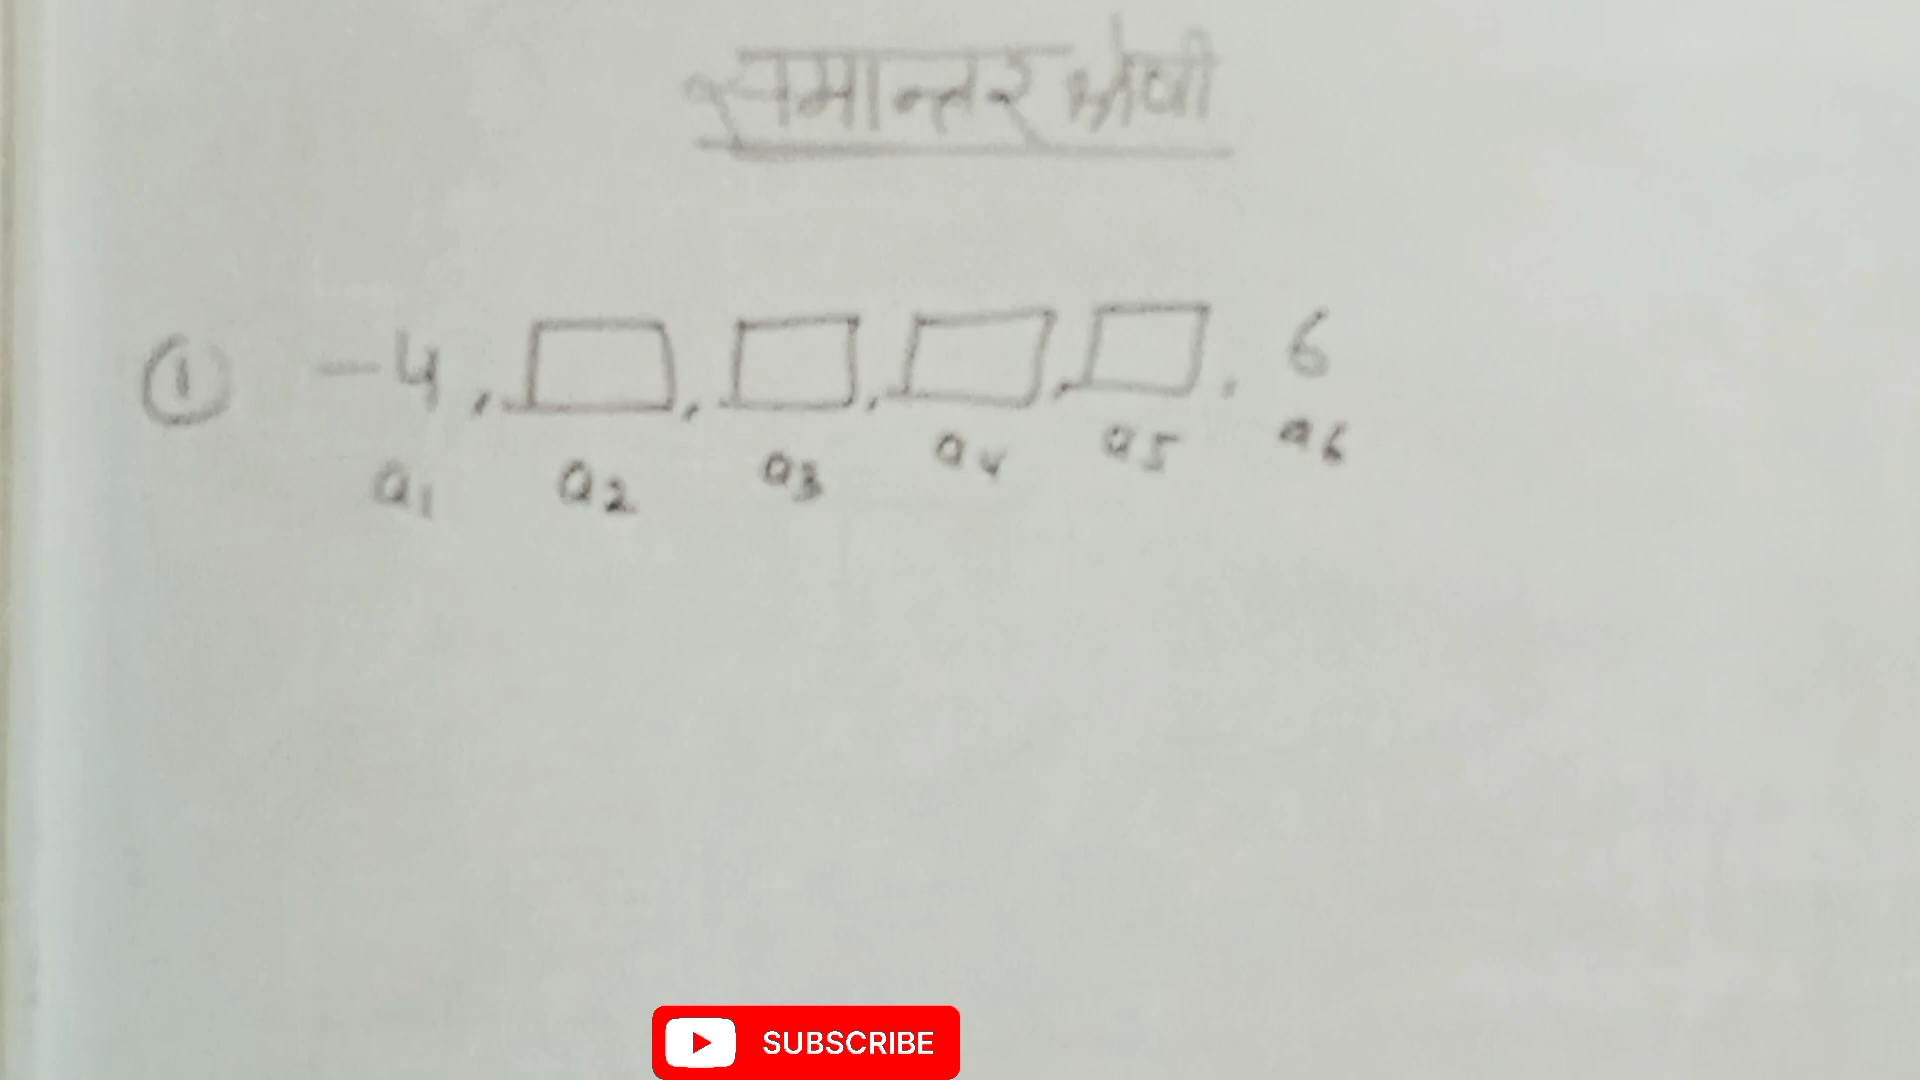 समान्तर श्रेणी
① -4, □, □, □, □, 6
a1 a2 a3 a4 a5 a6
SUBSCRIBE